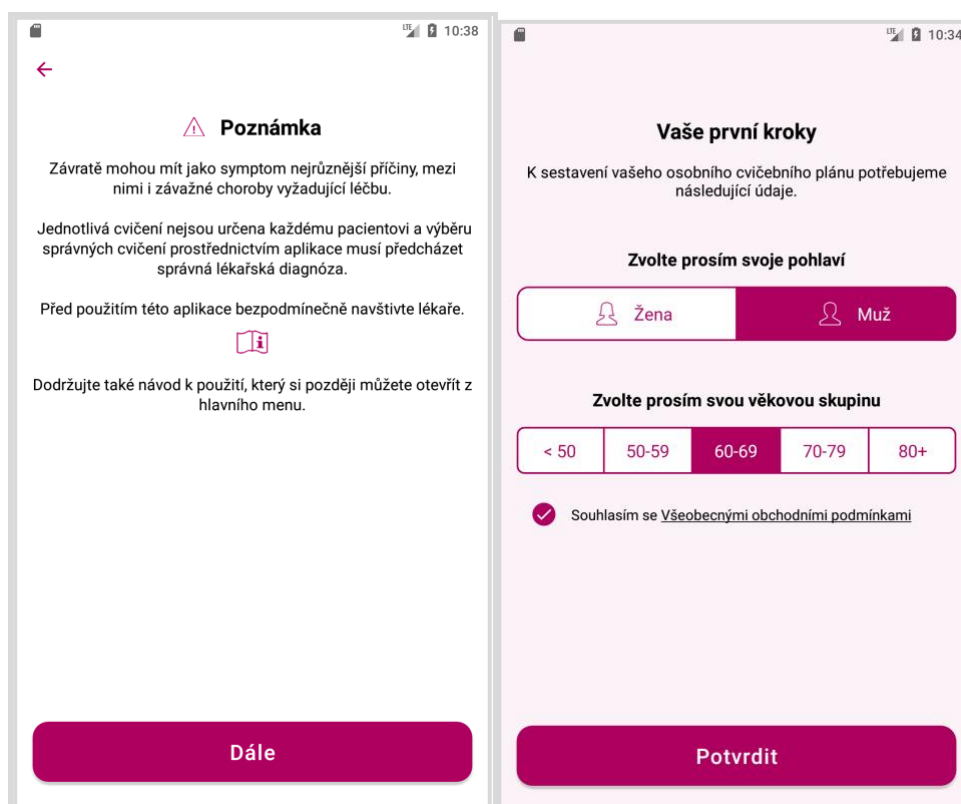 LTE 10:38
Poznámka
Závratě mohou mít jako symptom nejrůznější příčiny, mezi
nimi i závažné choroby vyžadující léčbu.
Jednotlivá cvičení nejsou určena každému pacientovi a výběru
správných cvičení prostřednictvím aplikace musí předcházet
správná lékařská diagnóza.
Před použitím této aplikace bezpodmínečně navštivte lékaře.
i
Dodržujte také návod k použití, který si později můžete otevřít z
hlavního menu.
Dále
LTE 10:34
Vaše první kroky
K sestavení vašeho osobního cvičebního plánu potřebujeme
následující údaje.
Zvolte prosím svoje pohlaví
Žena Muž
Zvolte prosím svou věkovou skupinu
< 50 50-59 60-69 70-79 80+
Souhlasím se Všeobecnými obchodními podmínkami
Potvrdit